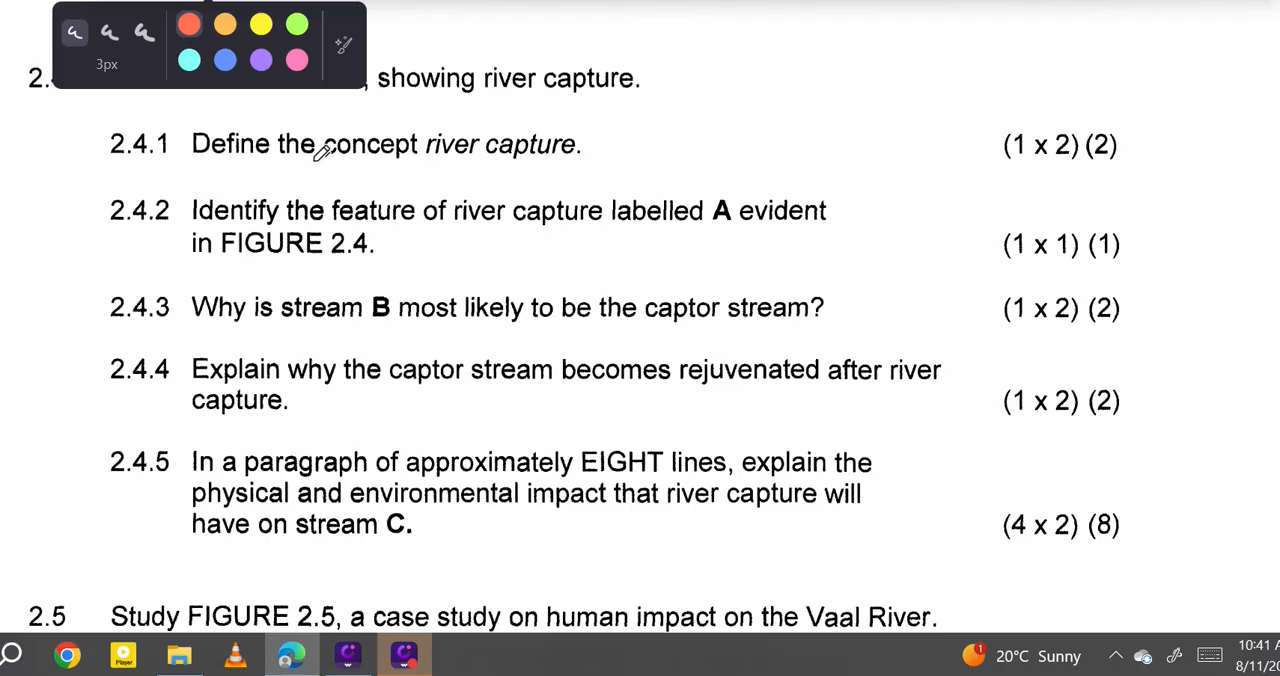 3px
2. , showing river capture.
2.4.1 Define the concept river capture. (1 x 2) (2)
2.4.2 Identify the feature of river capture labelled A evident
in FIGURE 2.4. (1 x 1) (1)
2.4.3 Why is stream B most likely to be the captor stream? (1 x 2) (2)
2.4.4 Explain why the captor stream becomes rejuvenated after river
capture. (1 x 2) (2)
2.4.5 In a paragraph of approximately EIGHT lines, explain the
physical and environmental impact that river capture will
have on stream C. (4 x 2) (8)
2.5 Study FIGURE 2.5, a case study on human impact on the Vaal River.
Player
1
20°C Sunny
10:41 A
8/11/20